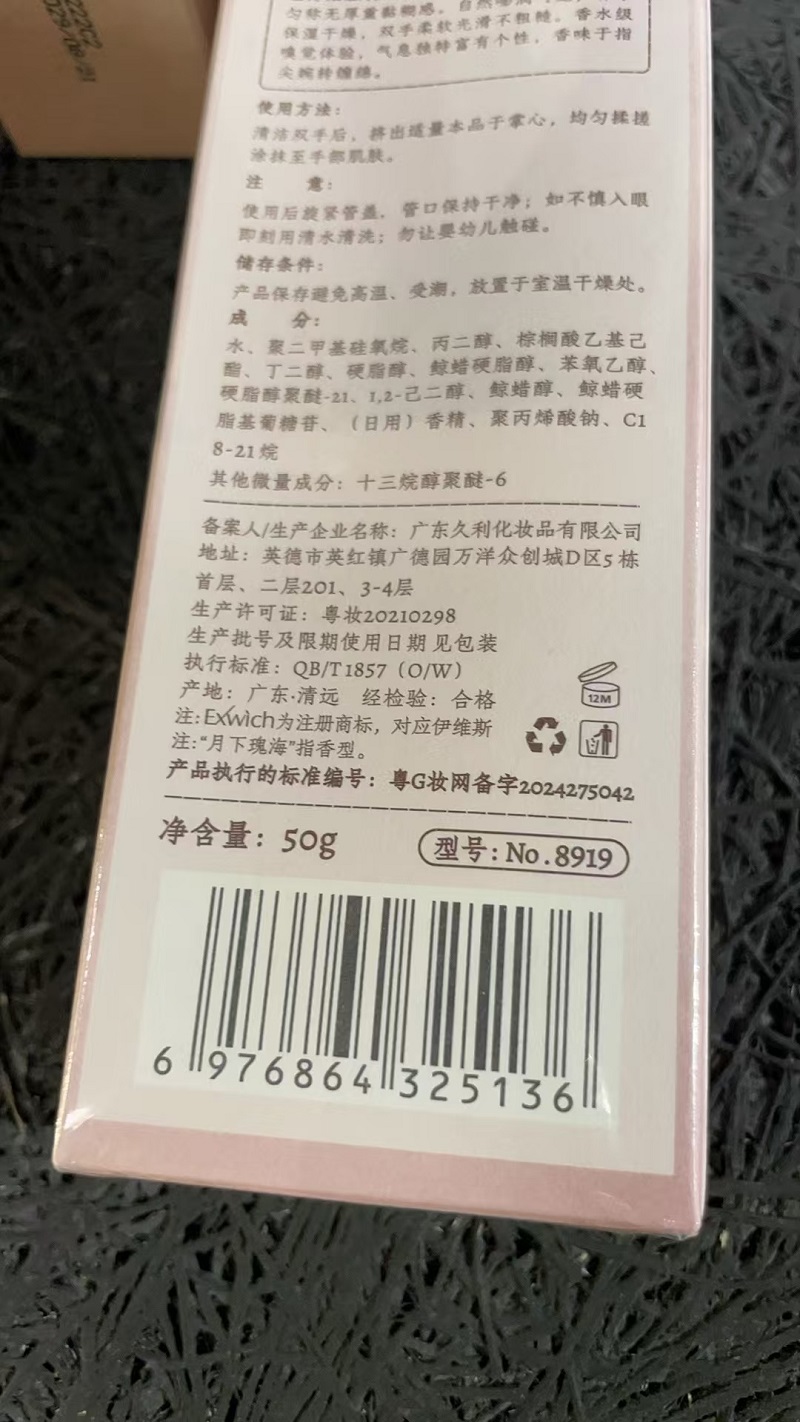 匀称无厚重黏糊感。自然
保湿干燥，双手柔软光滑不粗糙。香水级
嗅觉体验，气息独特富有个性，香味于指
尖婉转缠绵。
使用方法：
清洁双手后，挤出适量本品于掌心，均匀揉搓
涂抹至手部肌肤。
注 意：
使用后旋紧管盖，管口保持干净；如不慎入眼
即刻用清水清洗；勿让婴幼儿触碰。
储存条件：
产品保存避免高温、受潮，放置于室温干燥处。
成 分：
水、聚二甲基硅氧烷、丙二醇、棕榈酸乙基己
酯、丁二醇、硬脂醇、鲸蜡硬脂醇、苯氧乙醇、
硬脂醇聚醚-21、1,2-己二醇、鲸蜡醇、鲸蜡硬
脂基葡糖苷、（日用）香精、聚丙烯酸钠、C1
8-21烷
其他微量成分：十三烷醇聚醚-6
备案人/生产企业名称：广东久利化妆品有限公司
地址：英德市英红镇广德园万洋众创城D区5栋
首层、二层201、3-4层
生产许可证：粤妆20210298
生产批号及限期使用日期 见包装
执行标准：QB/T 1857（O/W）
产地：广东·清远 经检验：合格
注：Exwich为注册商标，对应伊维斯
注：“月下瑰海”指香型。
12M
产品执行的标准编号：粤G妆网备字2024275042
净含量：50g
型号：No.8919
6 976864 325136